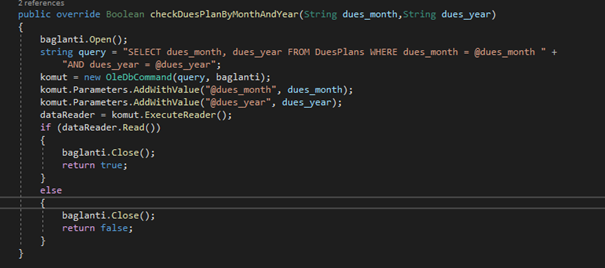 2 references
public override Boolean checkDuesPlanByMonthAndYear(String dues_month,String dues_year)
{
baglanti.Open();
string query = "SELECT dues_month, dues_year FROM DuesPlans WHERE dues_month = @dues_month " +
"AND dues_year = @dues_year";
komut = new OleDbCommand(query, baglanti);
komut.Parameters.AddWithValue("@dues_month", dues_month);
komut.Parameters.AddWithValue("@dues_year", dues_year);
dataReader = komut.ExecuteReader();
if (dataReader.Read())
{
baglanti.Close();
return true;
}
else
{
baglanti.Close();
return false;
}
}